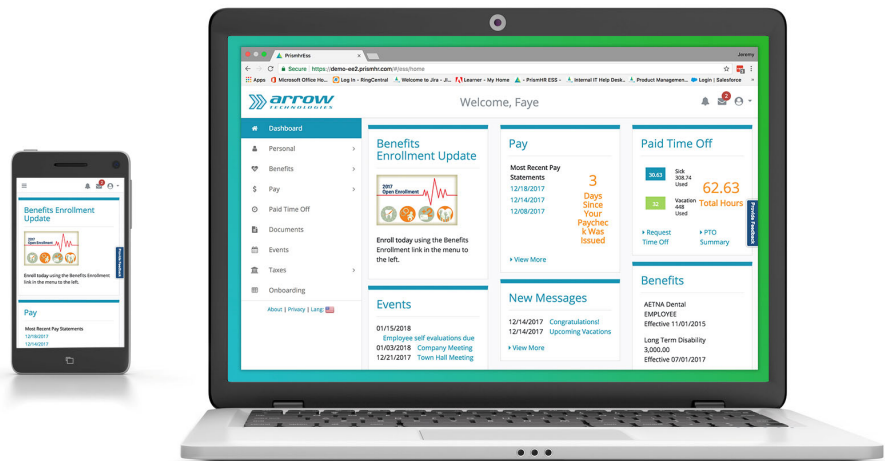 Benefits Enrollment
Update
2017
Open Enrollment
Enroll today using the Benefits Enrollment
link in the menu to the left.
Pay
Most Recent Pay Statements
12/18/2017
12/14/2017
2
Provide Feedback
PrismhrEss
Jeremy
Secure https://demo-ee2.prismhr.com/#/ess/home
Apps
Microsoft Office Ho...
Log In - RingCentral
Welcome to Jira - Ji...
Learner - My Home
- PrismHR ESS -
Internal IT Help Desk...
Product Managemen...
Login | Salesforce
»
arrow
TECHNOLOGIES
Welcome, Faye
2
Dashboard
Personal
Benefits
Pay
Paid Time Off
Documents
Events
Taxes
Onboarding
About | Privacy | Lang:
Benefits
Enrollment Update
2017
Open Enrollment
Enroll today using the Benefits
Enrollment link in the menu to
the left.
Pay
Most Recent Pay
Statements
12/18/2017
12/14/2017
12/08/2017
3
Days
Since
Your
Paychec
k Was
Issued
View More
Paid Time Off
30.63
Sick
308.74
Used
32
Vacation
448
Used
62.63
Total Hours
Request
Time Off
PTO
Summary
Provide Feedback
Events
01/15/2018
Employee self evaluations due
01/03/2018 Company Meeting
12/21/2017 Town Hall Meeting
New Messages
12/14/2017 Congratulations!
12/14/2017 Upcoming Vacations
View More
Benefits
AETNA Dental
EMPLOYEE
Effective 11/01/2015
Long Term Disability
3,000.00
Effective 07/01/2017